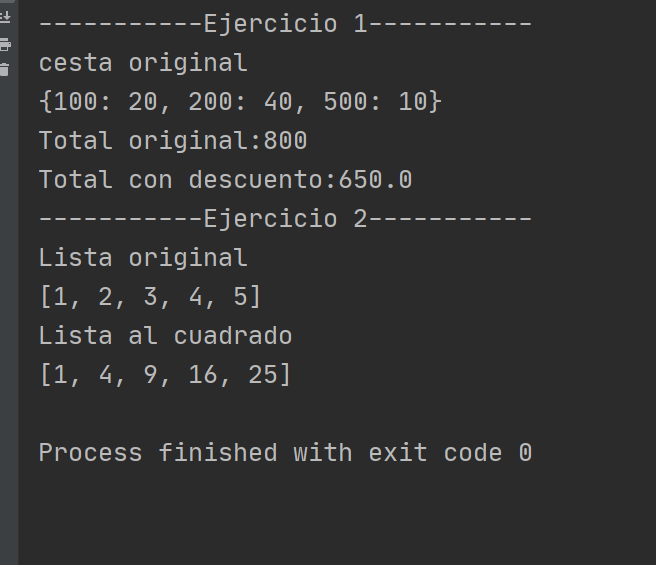 -----------Ejercicio 1-----------
cesta original
{100: 20, 200: 40, 500: 10}
Total original:800
Total con descuento:650.0
-----------Ejercicio 2-----------
Lista original
[1, 2, 3, 4, 5]
Lista al cuadrado
[1, 4, 9, 16, 25]
Process finished with exit code 0